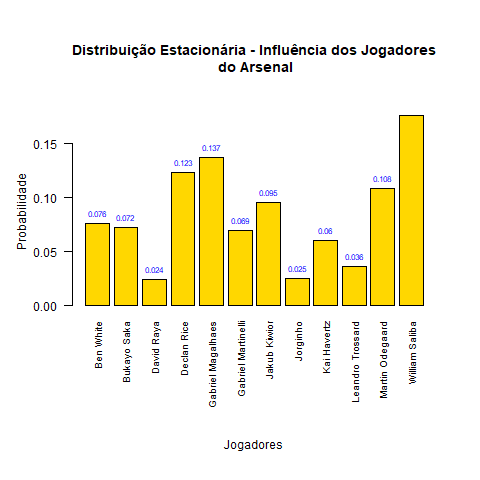 Distribuição Estacionária - Influência dos Jogadores
do Arsenal
Probabilidade
0.15
0.10
0.05
0.00
0.076
0.072
0.024
0.123
0.137
0.069
0.095
0.025
0.06
0.036
0.108
Ben White
Bukayo Saka
David Raya
Declan Rice
Gabriel Magalhaes
Gabriel Martinelli
Jakub Kiwior
Jorginho
Kai Havertz
Leandro Trossard
Martin Odegaard
William Saliba
Jogadores